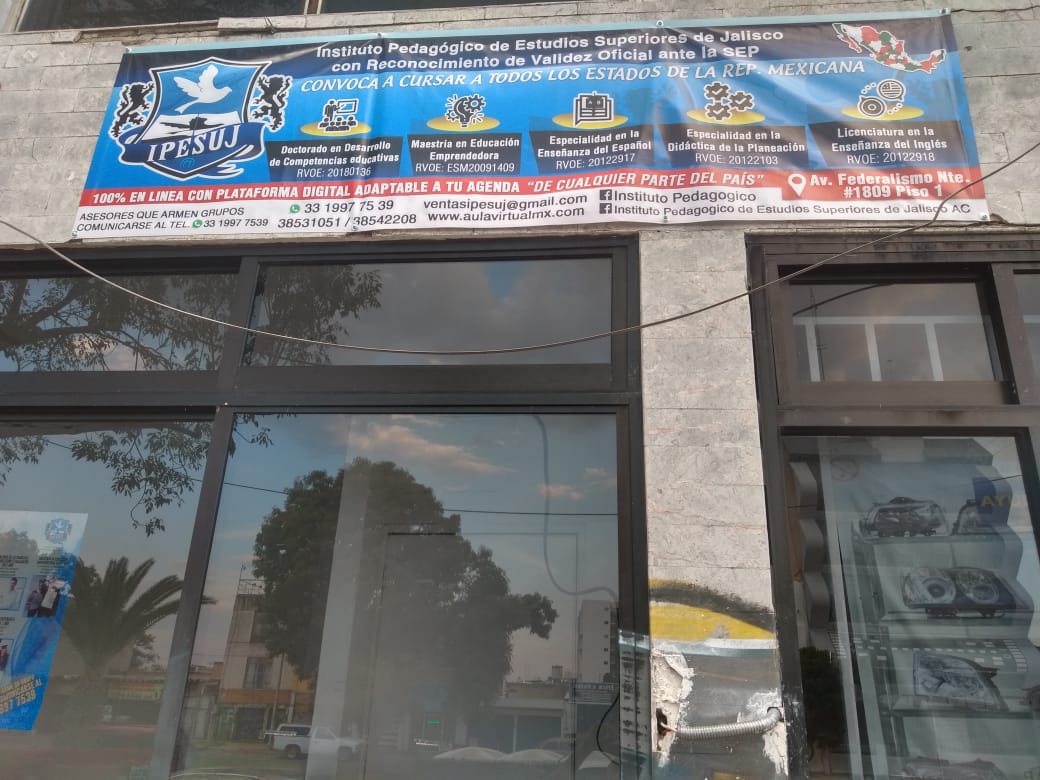 Instituto Pedagógico de Estudios Superiores de Jalisco
con Reconocimiento de Validez Oficial ante la SEP
CONVOCA A CURSAR A TODOS LOS ESTADOS DE LA REP. MEXICANA
IPESUJ
@
Doctorado en Desarrollo
de Competencias educativas
RVOE: 20180136
Maestria en Educación
Emprendedora
RVOE: ESM20091409
Especialidad en la
Enseñanza del Español
RVOE: 20122917
Especialidad en la
Didáctica de la Planeación
RVOE: 20122103
Licenciatura en la
Enseñanza del Inglés
RVOE: 20122918
100% EN LINEA CON PLATAFORMA DIGITAL ADAPTABLE A TU AGENDA "DE CUALQUIER PARTE DEL PAÍS"
Av. Federalismo Nte.
#1809 Piso 1
ASESORES QUE ARMEN GRUPOS
COMUNICARSE AL TEL. 33 1997 7539
33 1997 75 39
38531051 / 38542208
ventasipesuj@gmail.com
www.aulavirtualmx.com
Instituto Pedagogico
Instituto Pedagogico de Estudios Superiores de Jalisco AC